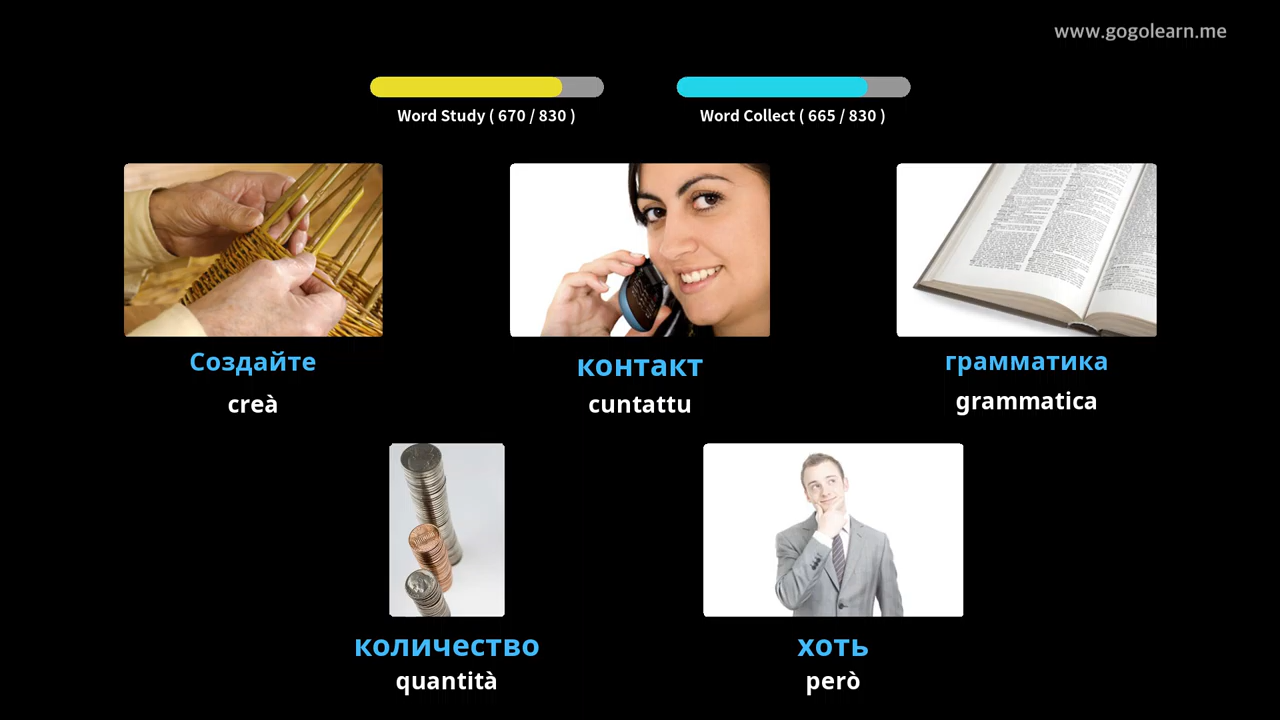 www.gogolearn.me
Word Study ( 670 / 830 )
Word Collect ( 665 / 830 )
Создайте
контакт
грамматика
creà
cuntattu
grammatica
количество
хоть
quantità
però